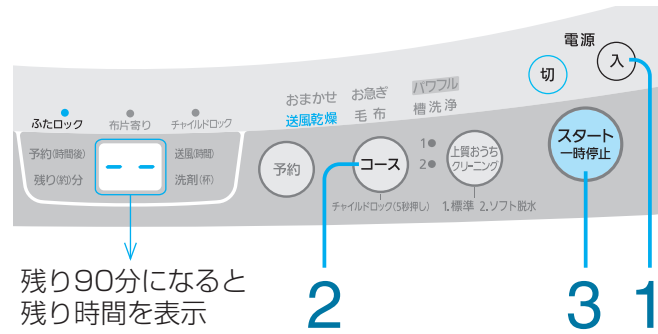 電源
切
入
おまかせ お急ぎ パワフル
送風乾燥 毛布 槽洗浄
ふたロック 布片寄り チャイルドロック
予約(時間後) 送風(時間)
残り(約)分 洗剤(杯)
予約
コース
1
2
上質おうち
クリーニング
スタート
一時停止
チャイルドロック(5秒押し) 1.標準 2.ソフト脱水
残り90分になると
残り時間を表示
2
3
1